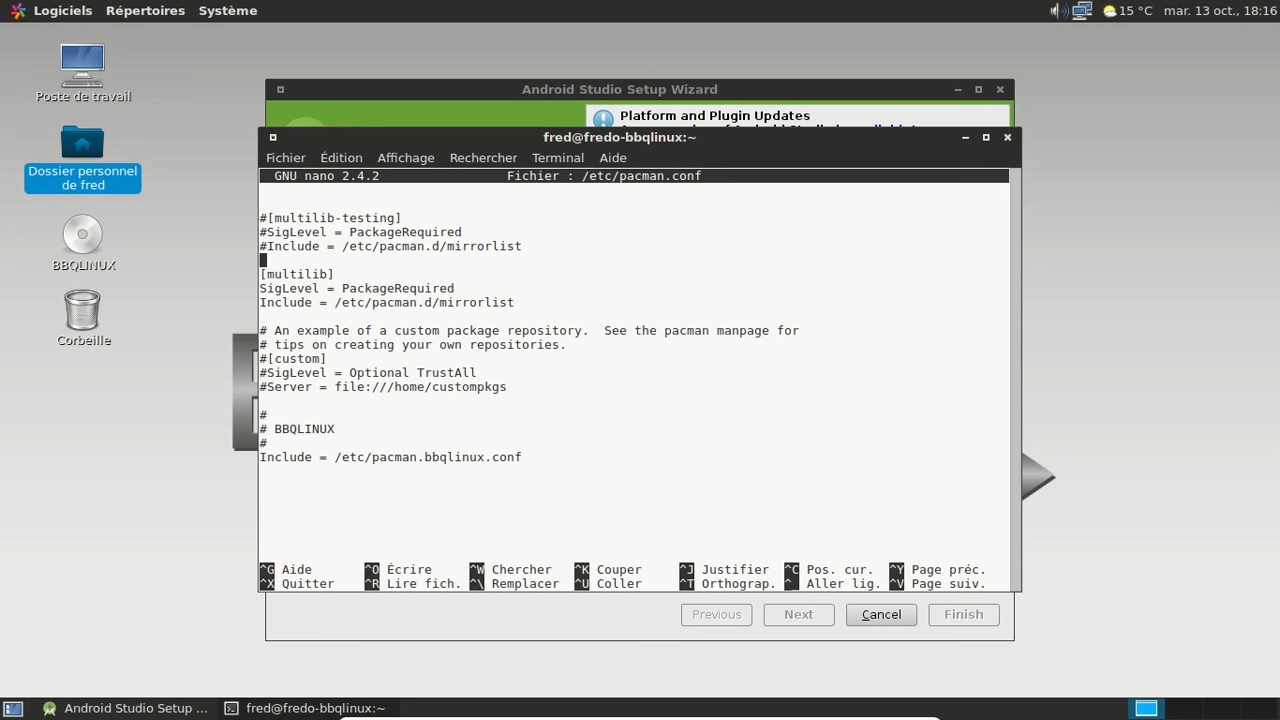 Logiciels Répertoires Système 15 °C mar. 13 oct., 18:16
Poste de travail
Dossier personnel
de fred
BBQLINUX
Corbeille
Android Studio Setup Wizard
Platform and Plugin Updates
fred@fredo-bbqlinux:~
Fichier Édition Affichage Rechercher Terminal Aide
GNU nano 2.4.2 Fichier : /etc/pacman.conf
#[multilib-testing]
#SigLevel = PackageRequired
#Include = /etc/pacman.d/mirrorlist
[multilib]
SigLevel = PackageRequired
Include = /etc/pacman.d/mirrorlist
# An example of a custom package repository.  See the pacman manpage for
# tips on creating your own repositories.
#[custom]
#SigLevel = Optional TrustAll
#Server = file:///home/custompkgs
#
# BBQLINUX
#
Include = /etc/pacman.bbqlinux.conf
^G Aide ^O Écrire ^W Chercher ^K Couper ^J Justifier ^C Pos. cur. ^Y Page préc.
^X Quitter ^R Lire fich. ^\ Remplacer ^U Coller ^T Orthograp. ^_ Aller lig. ^V Page suiv.
Previous Next Cancel Finish
Android Studio Setup ... fred@fredo-bbqlinux:~